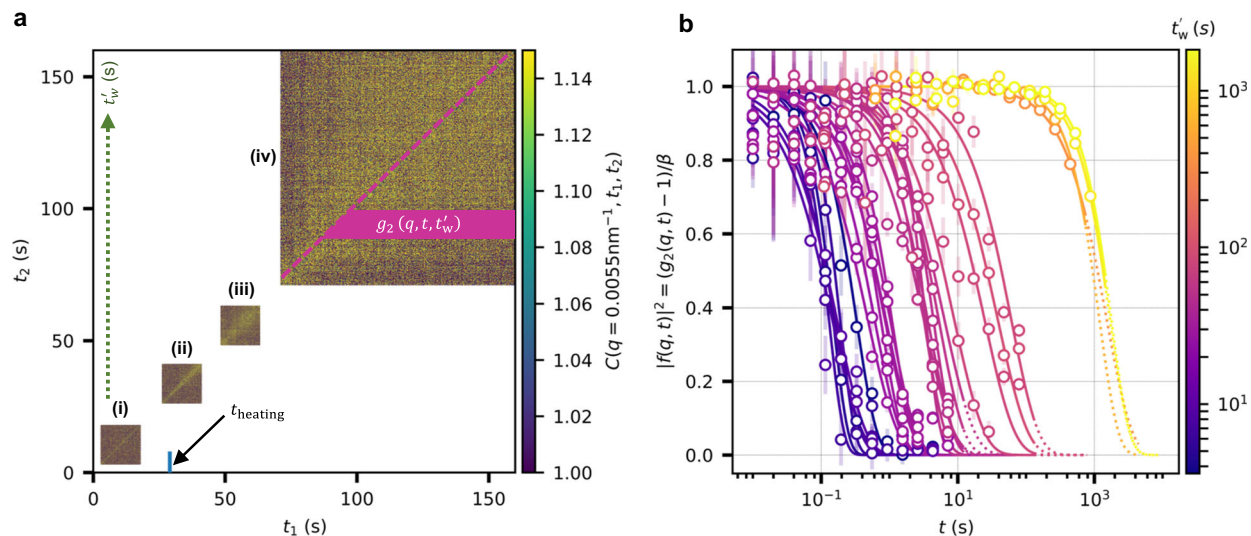 a
t′w (s)
(i)
(ii)
(iii)
(iv)
t_heating
g₂ (q, t, t′w)
150
100
50
0
t₂ (s)
0 50 100 150
t₁ (s)
1.14
1.12
1.10
1.08
1.06
1.04
1.02
1.00
C(q = 0.0055nm⁻¹, t₁, t₂)
b
t′w (s)
1.0
0.8
0.6
0.4
0.2
0.0
|f(q, t)|² = (g₂(q, t) − 1)/β
10⁻¹ 10¹ 10³
t (s)
10³
10²
10¹